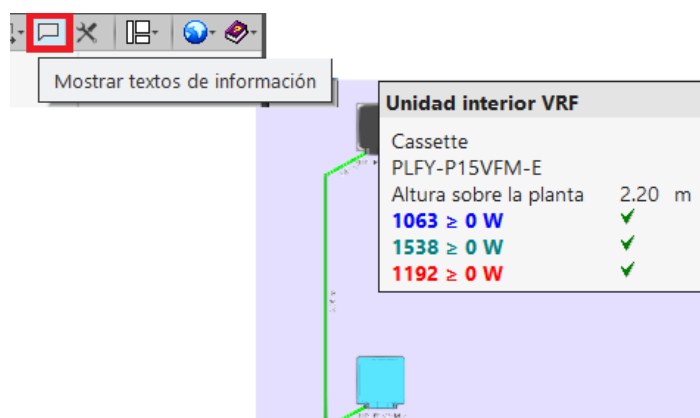 Mostrar textos de información
Unidad interior VRF
Cassette
PLFY-P15VFM-E
Altura sobre la planta 2.20 m
1063 ≥ 0 W ✓
1538 ≥ 0 W ✓
1192 ≥ 0 W ✓